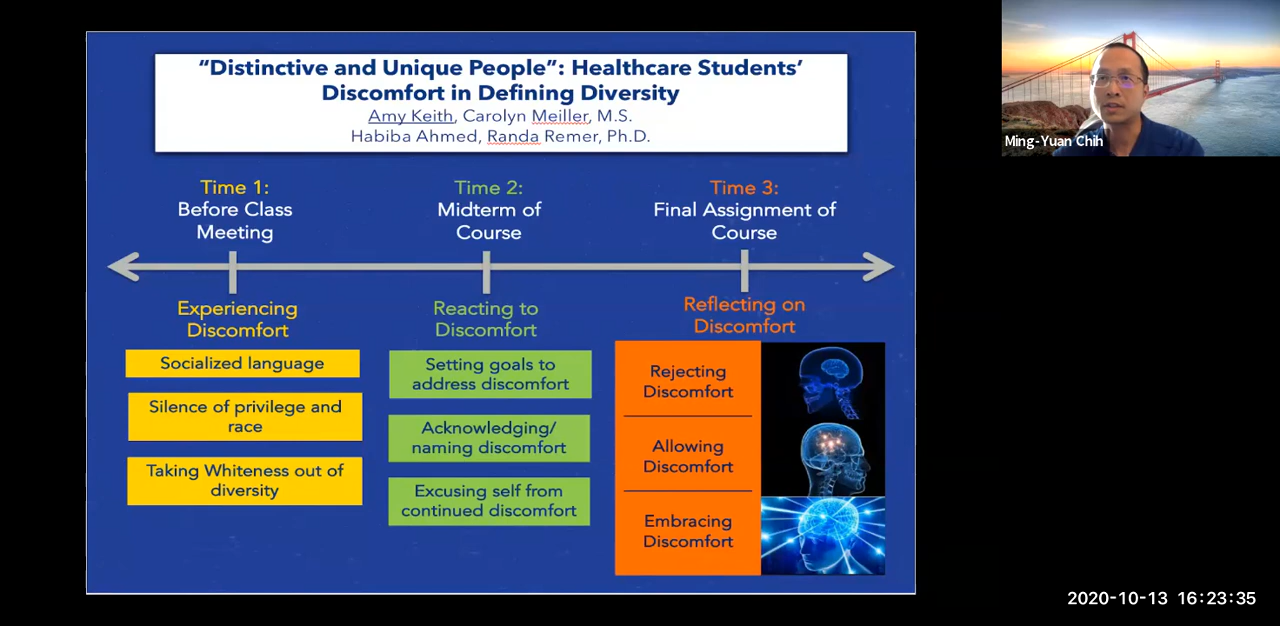 “Distinctive and Unique People”: Healthcare Students’
Discomfort in Defining Diversity
Amy Keith, Carolyn Meiller, M.S.
Habiba Ahmed, Randa Remer, Ph.D.
Time 1:
Before Class
Meeting
Time 2:
Midterm of
Course
Time 3:
Final Assignment of
Course
Experiencing
Discomfort
Socialized language
Silence of privilege and
race
Taking Whiteness out of
diversity
Reacting to
Discomfort
Setting goals to
address discomfort
Acknowledging/
naming discomfort
Excusing self from
continued discomfort
Reflecting on
Discomfort
Rejecting
Discomfort
Allowing
Discomfort
Embracing
Discomfort
Ming-Yuan Chih
2020-10-13 16:23:35